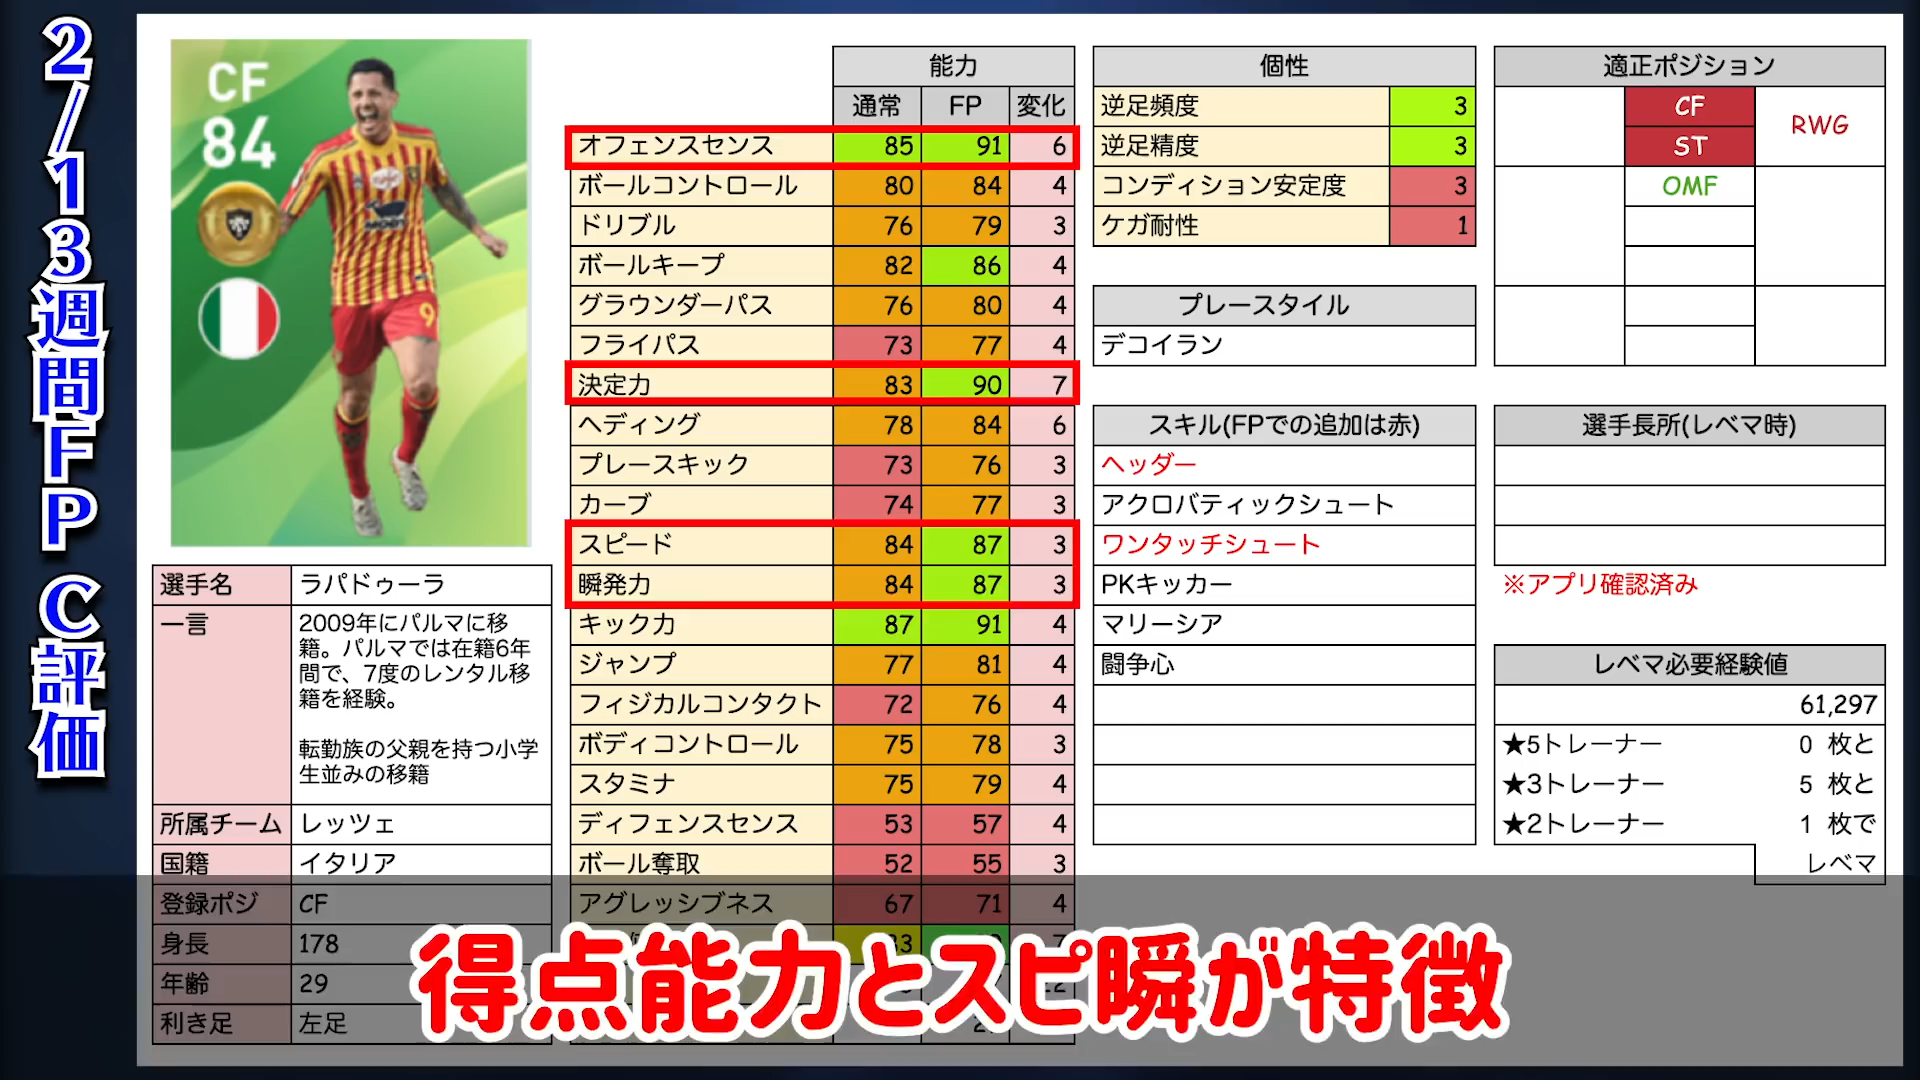 2/13週間FP C評価
CF
84
選手名 ラパドゥーラ
一言 2009年にパルマに移
籍。パルマでは在籍6年
間で、7度のレンタル移
籍を経験。
転勤族の父親を持つ小学
生並みの移籍
所属チーム レッツェ
国籍 イタリア
登録ポジ CF
身長 178
年齢 29
利き足 左足
能力
通常 FP 変化
オフェンスセンス 85 91 6
ボールコントロール 80 84 4
ドリブル 76 79 3
ボールキープ 82 86 4
グラウンダーパス 76 80 4
フライパス 73 77 4
決定力 83 90 7
ヘディング 78 84 6
プレースキック 73 76 3
カーブ 74 77 3
スピード 84 87 3
瞬発力 84 87 3
キック力 87 91 4
ジャンプ 77 81 4
フィジカルコンタクト 72 76 4
ボディコントロール 75 78 3
スタミナ 75 79 4
ディフェンスセンス 53 57 4
ボール奪取 52 55 3
アグレッシブネス 67 71 4
個性
逆足頻度 3
逆足精度 3
コンディション安定度 3
ケガ耐性 1
プレースタイル
デコイラン
スキル(FPでの追加は赤)
ヘッダー
アクロバティックシュート
ワンタッチシュート
PKキッカー
マリーシア
闘争心
適正ポジション
CF
RWG
ST
OMF
選手長所(レベマ時)
※アプリ確認済み
レベマ必要経験値
61,297
★5トレーナー 0 枚と
★3トレーナー 5 枚と
★2トレーナー 1 枚で
レベマ
得点能力とスピ瞬が特徴